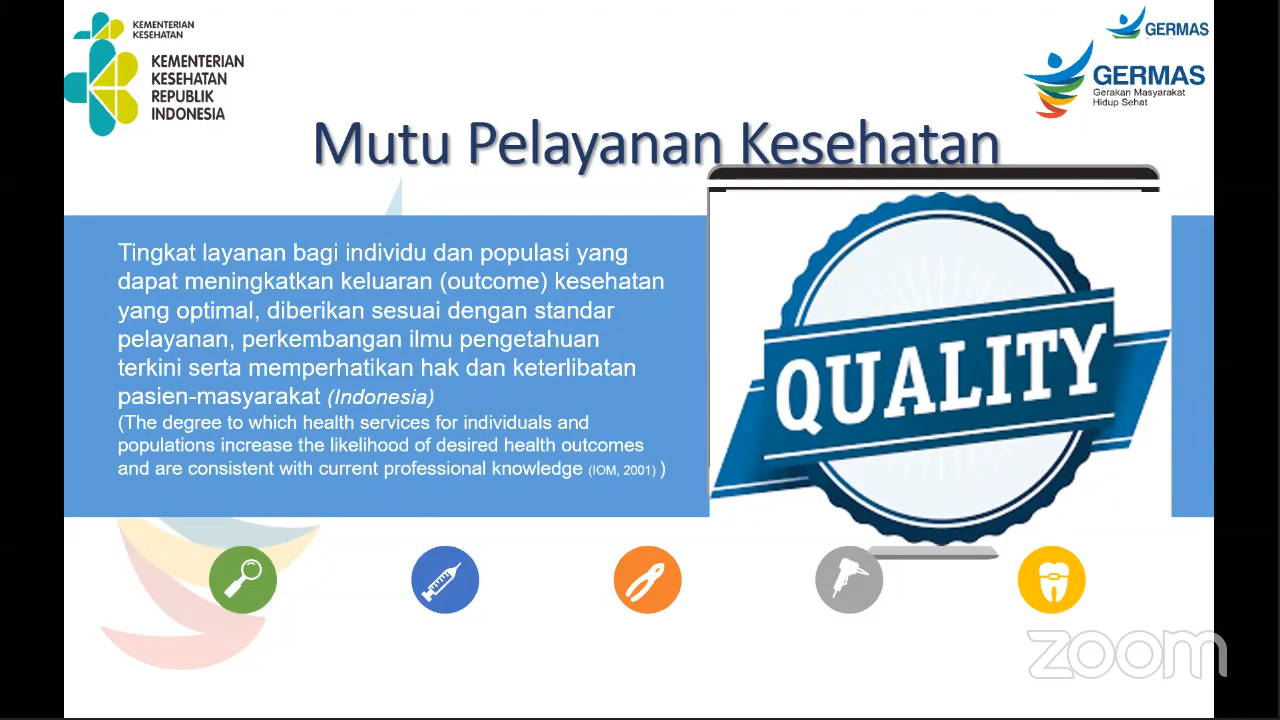 KEMENTERIAN
KESEHATAN
KEMENTERIAN
KESEHATAN
REPUBLIK
INDONESIA
GERMAS
GERMAS
Gerakan Masyarakat
Hidup Sehat
Mutu Pelayanan Kesehatan
Tingkat layanan bagi individu dan populasi yang
dapat meningkatkan keluaran (outcome) kesehatan
yang optimal, diberikan sesuai dengan standar
pelayanan, perkembangan ilmu pengetahuan
terkini serta memperhatikan hak dan keterlibatan
pasien-masyarakat (Indonesia)
(The degree to which health services for individuals and
populations increase the likelihood of desired health outcomes
and are consistent with current professional knowledge (IOM, 2001) )
QUALITY
zoom